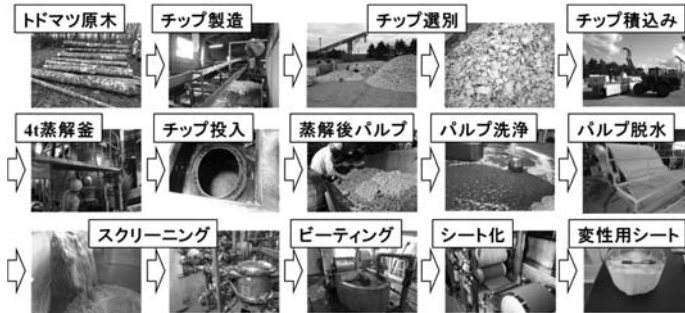 トドマツ原木
チップ製造
チップ選別
チップ積込み
4t蒸解釜
チップ投入
蒸解後パルプ
パルプ洗浄
パルプ脱水
スクリーニング
ビーティング
シート化
変性用シート